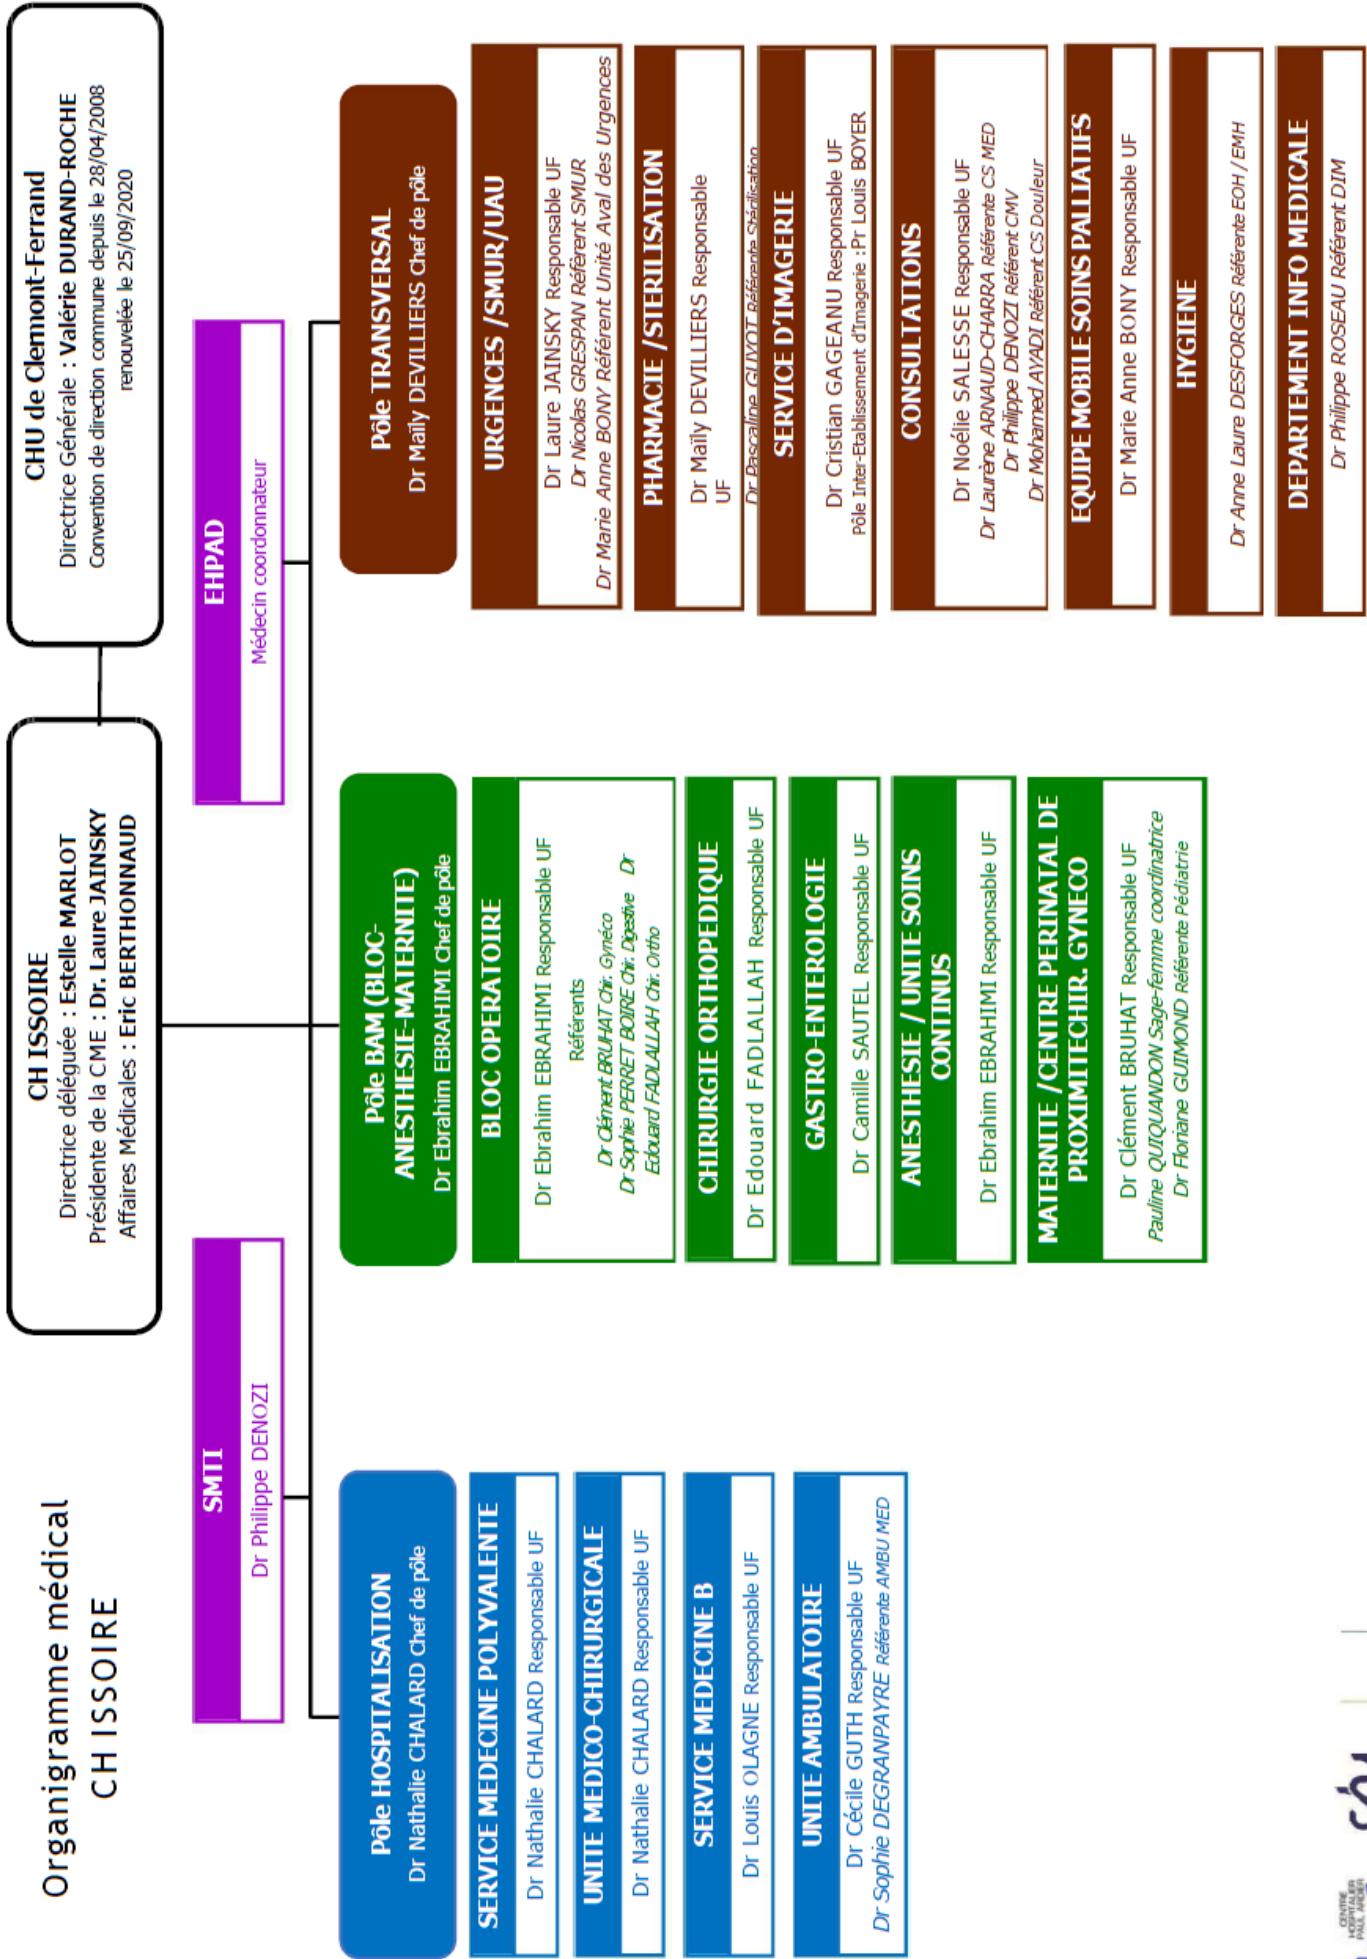 Organigramme médical
CH ISSOIRE
CH ISSOIRE
Directrice déléguée : Estelle MARLOT
Présidente de la CME : Dr. Laure JAINSKY
Affaires Médicales : Eric BERTHONNAUD
CHU de Clermont-Ferrand
Directrice Générale : Valérie DURAND-ROCHE
Convention de direction commune depuis le 28/04/2008
renouvelée le 25/09/2020
SMTI
Dr Philippe DENOZI
EHPAD
Médecin coordonnateur
Pôle HOSPITALISATION
Dr Nathalie CHALARD Chef de pôle
SERVICE MEDECINE POLYVALENTE
Dr Nathalie CHALARD Responsable UF
UNITE MEDICO-CHIRURGICALE
Dr Nathalie CHALARD Responsable UF
SERVICE MEDECINE B
Dr Louis OLAGNE Responsable UF
UNITE AMBULATOIRE
Dr Cécile GUTH Responsable UF
Dr Sophie DEGRANPAYRE Référente AMBU MED
Pôle BAM (BLOC-
ANESTHESIE-MATERNITE)
Dr Ebrahim EBRAHIMI Chef de pôle
BLOC OPERATOIRE
Dr Ebrahim EBRAHIMI Responsable UF
Référents
Dr Clément BRUHAT Chir. Gynéco
Dr Sophie PERRET BOIRE Chir. Digestive Dr
Edouard FADLALLAH Chir. Ortho
CHIRURGIE ORTHOPEDIQUE
Dr Edouard FADLALLAH Responsable UF
GASTRO-ENTEROLOGIE
Dr Camille SAUTEL Responsable UF
ANESTHESIE / UNITE SOINS
CONTINUS
Dr Ebrahim EBRAHIMI Responsable UF
MATERNITE /CENTRE PERINATAL DE
PROXIMITECHIR. GYNECO
Dr Clément BRUHAT Responsable UF
Pauline QUIQUANDON Sage-femme coordinatrice
Dr Floriane GUIMOND Référente Pédiatrie
Pôle TRANSVERSAL
Dr Maïly DEVILLIERS Chef de pôle
URGENCES /SMUR/UAU
Dr Laure JAINSKY Responsable UF
Dr Nicolas GRESPAN Référent SMUR
Dr Marie Anne BONY Référent Unité Aval des Urgences
PHARMACIE /STERILISATION
Dr Maïly DEVILLIERS Responsable
UF
Dr Pascaline GUYOT Référente Stérilisation
SERVICE D'IMAGERIE
Dr Cristian GAGEANU Responsable UF
Pôle Inter-Etablissement d'Imagerie :Pr Louis BOYER
CONSULTATIONS
Dr Noélie SALESSE Responsable UF
Dr Laurène ARNAUD-CHARRA Référente CS MED
Dr Philippe DENOZI Référent CMV
Dr Mohamed AYADI Référent CS Douleur
EQUIPE MOBILE SOINS PALLIATIFS
Dr Marie Anne BONY Responsable UF
HYGIENE
Dr Anne Laure DESFORGES Référente EOH / EMH
DEPARTEMENT INFO MEDICALE
Dr Philippe ROSEAU Référent DIM
CENTRE
HOSPITALIER
PAUL ARDIER